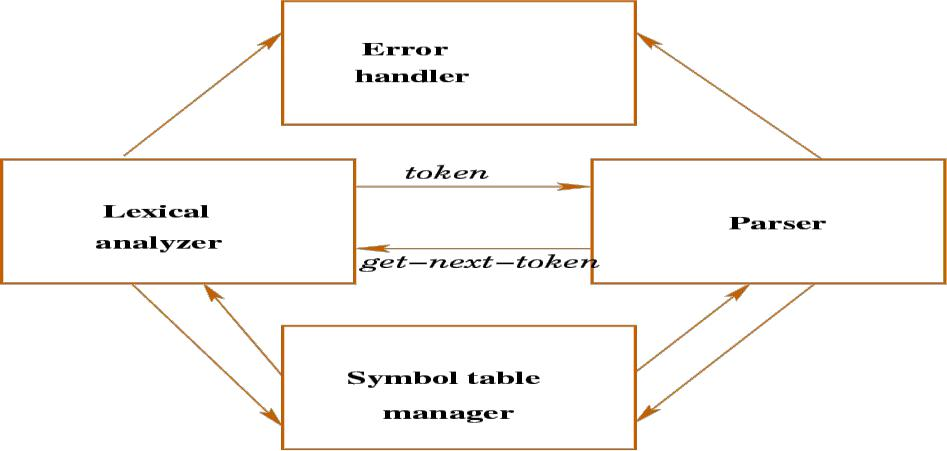 Error
handler
token
Lexical
analyzer
Parser
get-next-token
Symbol table
manager